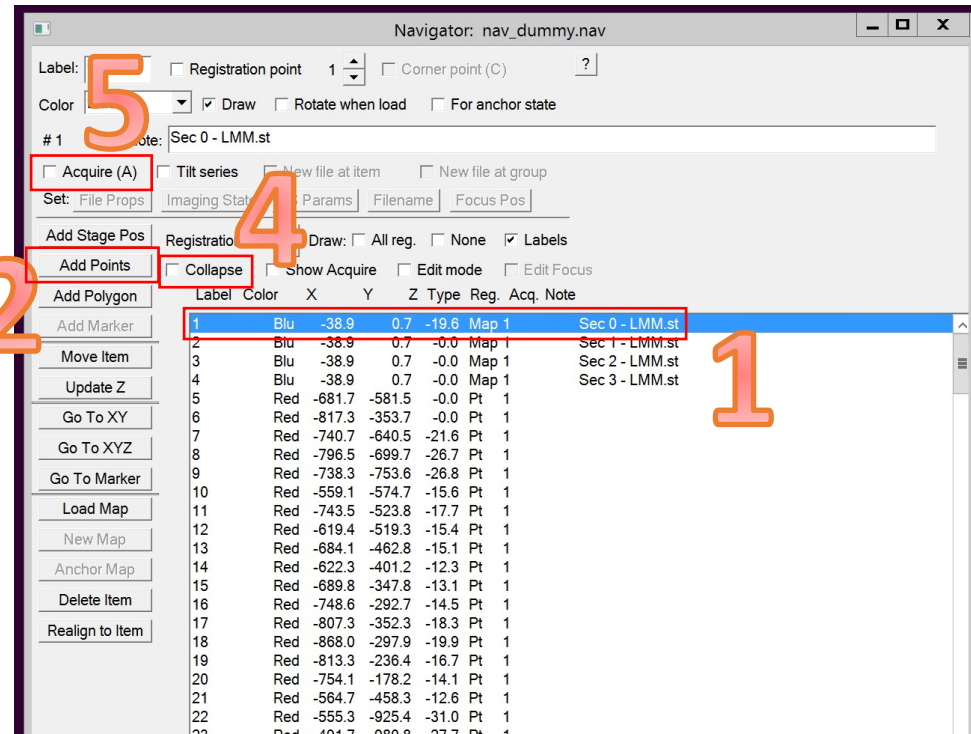 Navigator: nav_dummy.nav
Label: Registration point 1 Corner point (C) ?
Color Draw Rotate when load For anchor state
5
# 1 Sec 0 - LMM.st
Acquire (A) Tilt series New file at item New file at group
Set: File Props Imaging Params Filename Focus Pos
4
Add Stage Pos Draw: All reg. None Labels
Add Points Collapse Show Acquire Edit mode Edit Focus
2
Add Polygon Label Color X Y Z Type Reg. Acq. Note
Add Marker 1 Blu -38.9 0.7 -19.6 Map 1 Sec 0 - LMM.st
2 Blu -38.9 0.7 -0.0 Map 1 Sec 1 - LMM.st
Move Item 3 Blu -38.9 0.7 -0.0 Map 1 Sec 2 - LMM.st
1
Update Z 4 Blu -38.9 0.7 -0.0 Map 1 Sec 3 - LMM.st
5 Red -681.7 -581.5 -0.0 Pt 1
Go To XY 6 Red -817.3 -353.7 -0.0 Pt 1
7 Red -740.7 -640.5 -21.6 Pt 1
Go To XYZ 8 Red -796.5 -699.7 -26.7 Pt 1
Go To Marker 9 Red -738.3 -753.6 -26.8 Pt 1
10 Red -559.1 -574.7 -15.6 Pt 1
Load Map 11 Red -743.5 -523.8 -17.7 Pt 1
12 Red -619.4 -519.3 -15.4 Pt 1
New Map 13 Red -684.1 -462.8 -15.1 Pt 1
Anchor Map 14 Red -622.3 -401.2 -12.3 Pt 1
15 Red -689.8 -347.8 -13.1 Pt 1
Delete Item 16 Red -748.6 -292.7 -14.5 Pt 1
17 Red -807.3 -352.3 -18.3 Pt 1
Realign to Item 18 Red -868.0 -297.9 -19.9 Pt 1
19 Red -813.3 -236.4 -16.7 Pt 1
20 Red -754.1 -178.2 -14.1 Pt 1
21 Red -564.7 -458.3 -12.6 Pt 1
22 Red -555.3 -925.4 -31.0 Pt 1